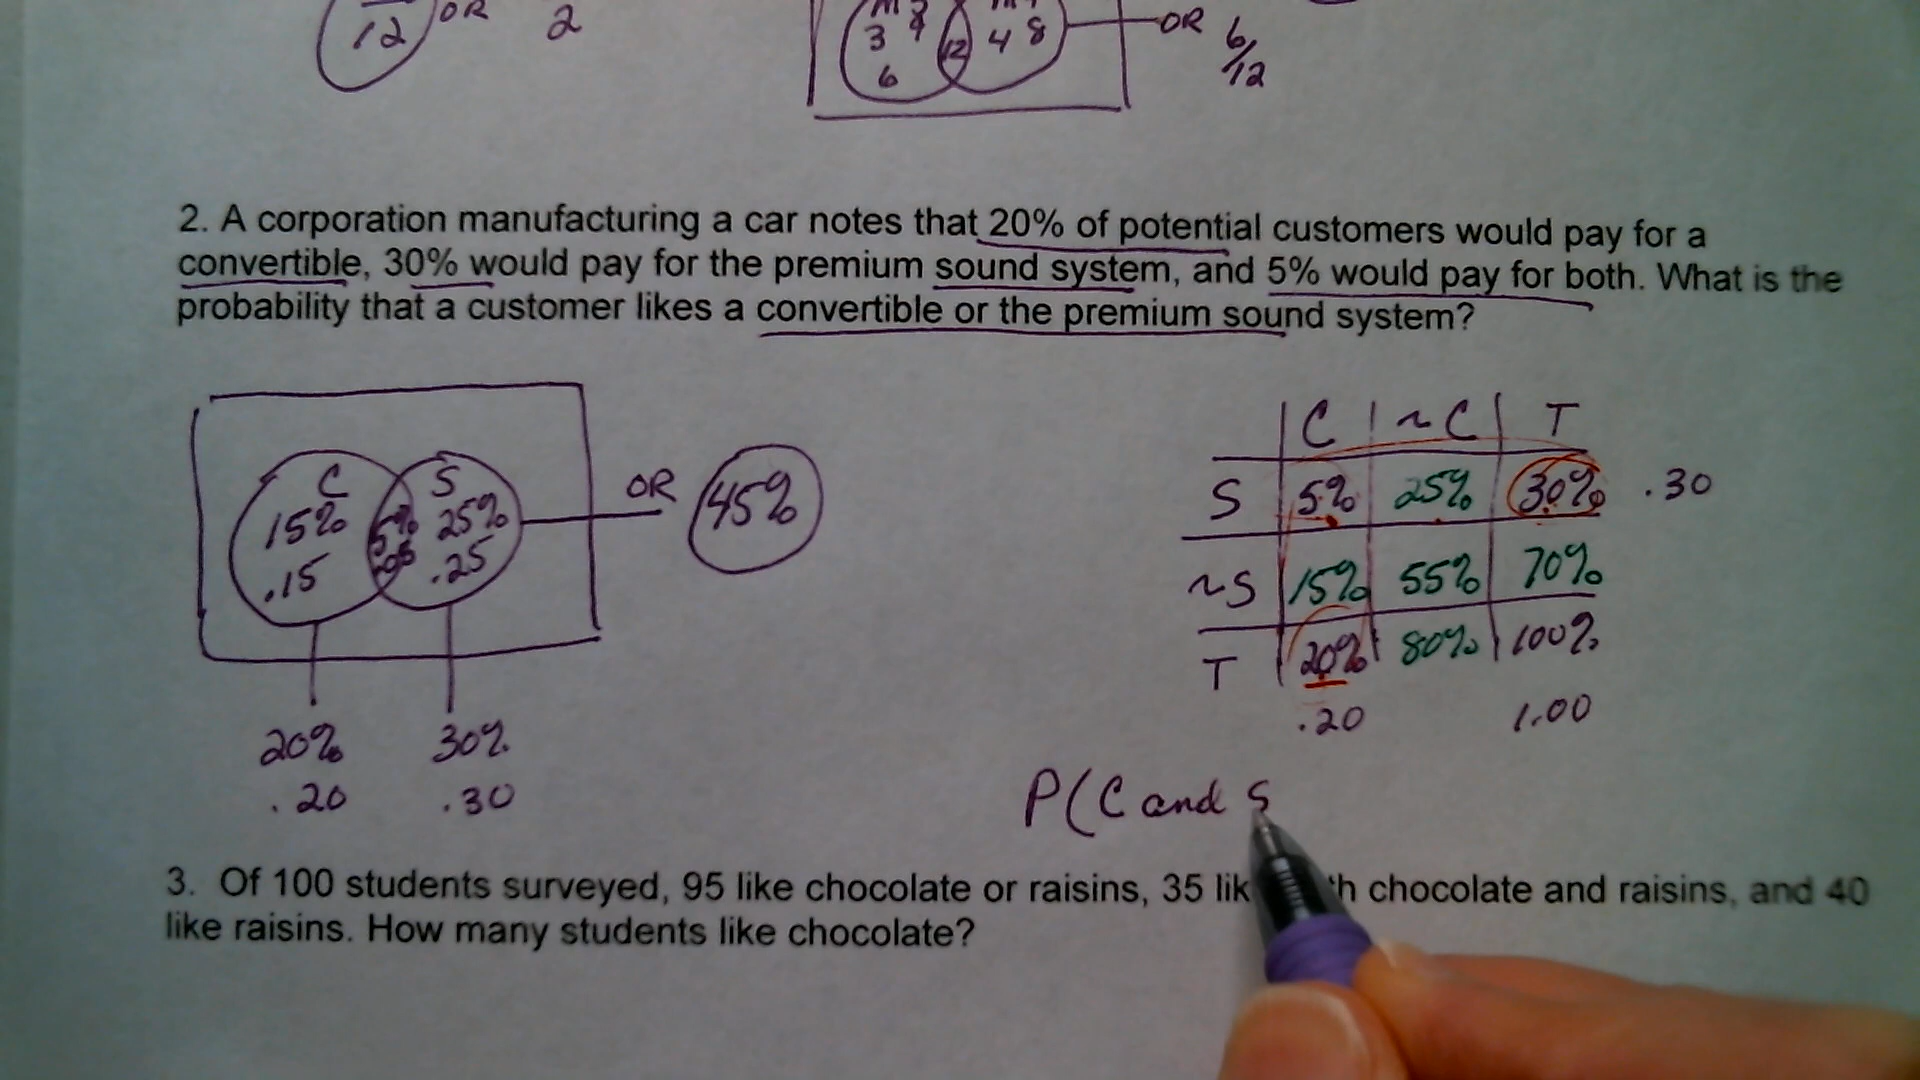 12 OR 2
3 4 8 OR 6/12
6 12
2. A corporation manufacturing a car notes that 20% of potential customers would pay for a
convertible, 30% would pay for the premium sound system, and 5% would pay for both. What is the
probability that a customer likes a convertible or the premium sound system?
C S
15% 5% 25% OR 45%
.15 .25
20% 30%
.20 .30
C ~C T
S 5% 25% 30% .30
~S 15% 55% 70%
T 20% 80% 100%
.20 1.00
P(C and S
3. Of 100 students surveyed, 95 like chocolate or raisins, 35 lik h chocolate and raisins, and 40
like raisins. How many students like chocolate?